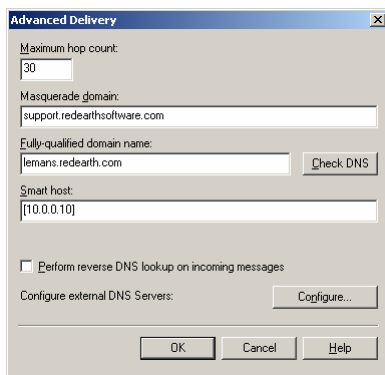 Advanced Delivery
Maximum hop count:
30
Masquerade domain:
support.redearthsoftware.com
Fully-qualified domain name:
lemans.redearth.com
Check DNS
Smart host:
[10.0.0.10]
Perform reverse DNS lookup on incoming messages
Configure external DNS Servers:
Configure...
OK Cancel Help